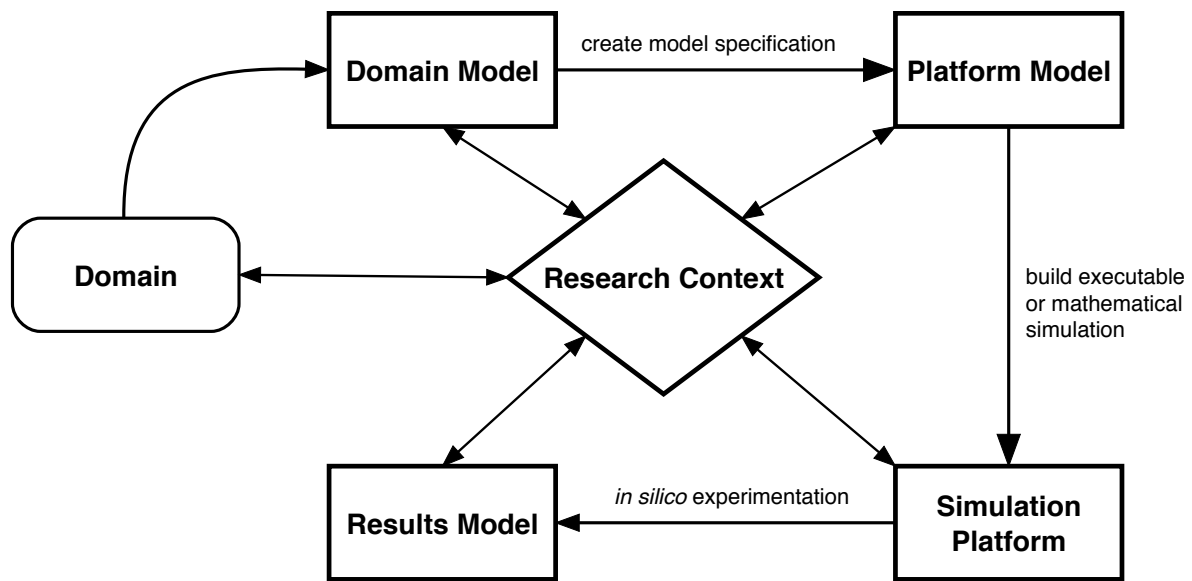 create model specification
Domain Model
Platform Model
Domain
Research Context
build executable
or mathematical
simulation
Results Model
in silico experimentation
Simulation
Platform